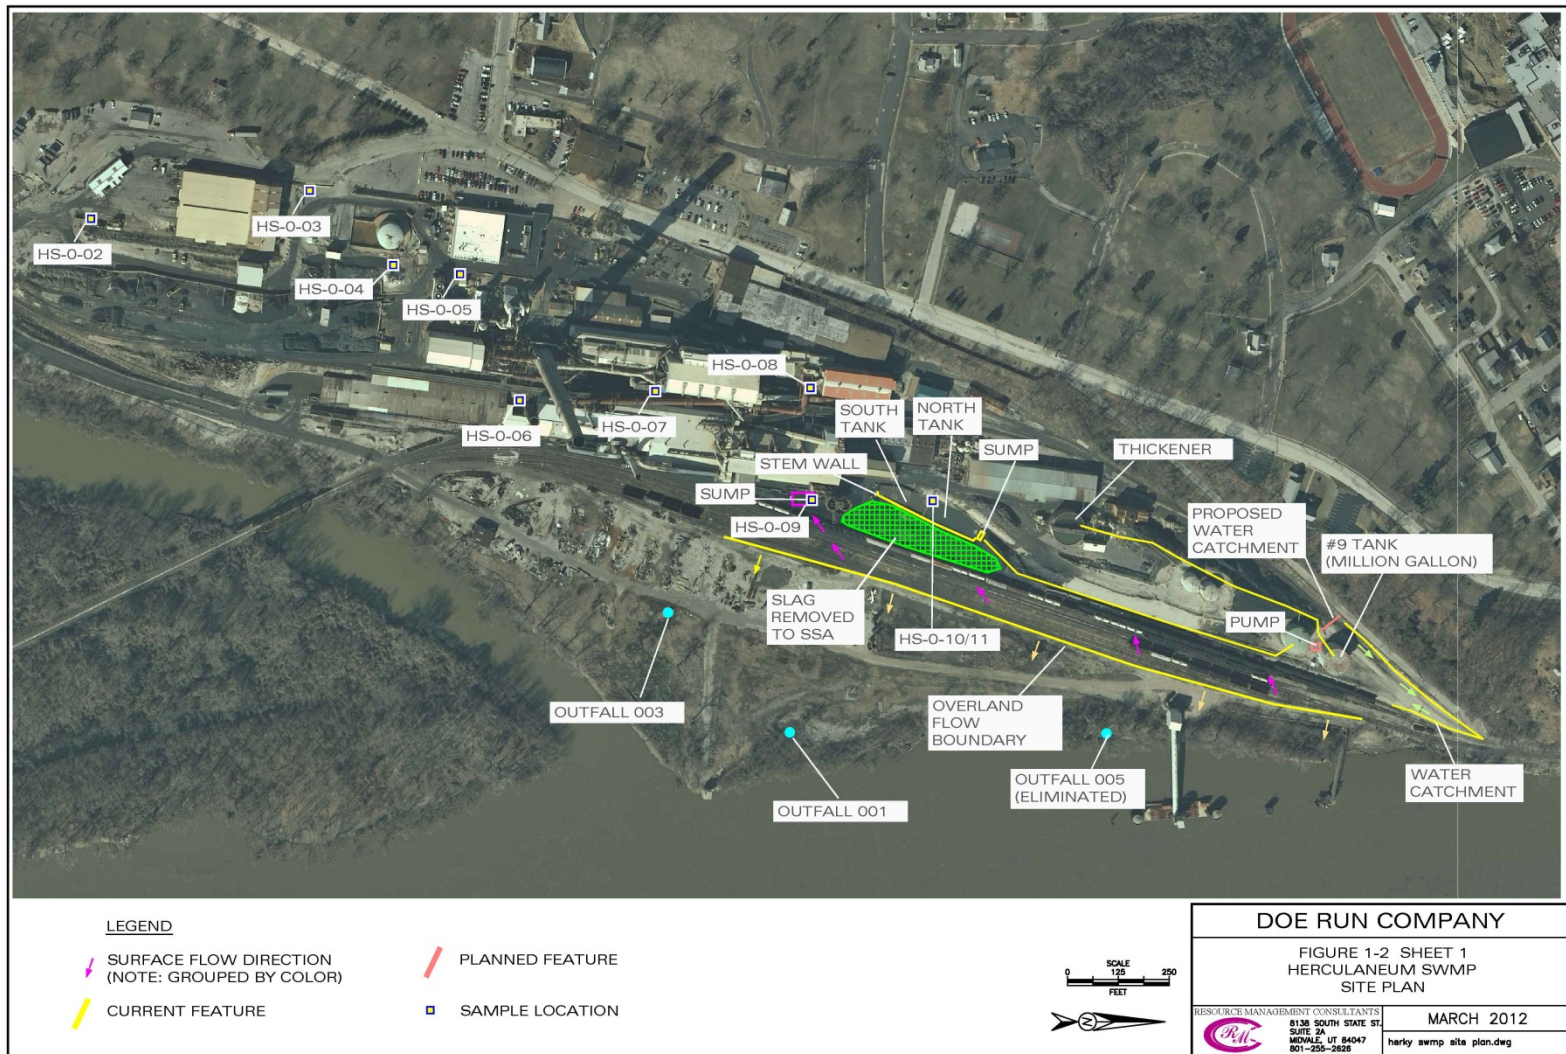 HS-0-02
HS-0-03
HS-0-04
HS-0-05
HS-0-06
HS-0-07
HS-0-08
SOUTH
TANK
NORTH
TANK
SUMP
THICKENER
STEM WALL
SUMP
HS-0-09
PROPOSED
WATER
CATCHMENT
#9 TANK
(MILLION GALLON)
SLAG
REMOVED
TO SSA
HS-0-10/11
PUMP
OUTFALL 003
OVERLAND
FLOW
BOUNDARY
OUTFALL 001
OUTFALL 005
(ELIMINATED)
WATER
CATCHMENT
LEGEND
SURFACE FLOW DIRECTION
(NOTE: GROUPED BY COLOR)
CURRENT FEATURE
PLANNED FEATURE
SAMPLE LOCATION
SCALE
0 125 250
FEET
N
DOE RUN COMPANY
FIGURE 1-2 SHEET 1
HERCULANEUM SWMP
SITE PLAN
RESOURCE MANAGEMENT CONSULTANTS
RMC
8138 SOUTH STATE ST.
SUITE 2A
MIDVALE, UT 84047
801-255-2626
MARCH 2012
herky swmp site plan.dwg